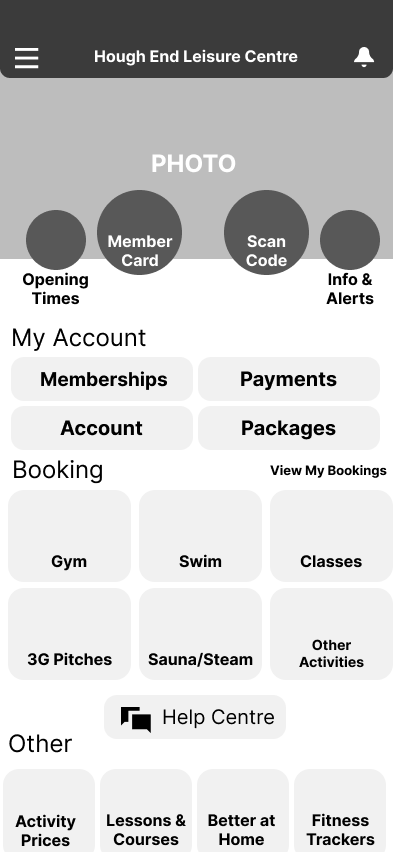 Hough End Leisure Centre
PHOTO
Member
Card
Scan
Code
Opening
Times
Info &
Alerts
My Account
Memberships
Payments
Account
Packages
Booking
View My Bookings
Gym
Swim
Classes
3G Pitches
Sauna/Steam
Other
Activities
Help Centre
Other
Activity
Prices
Lessons &
Courses
Better at
Home
Fitness
Trackers